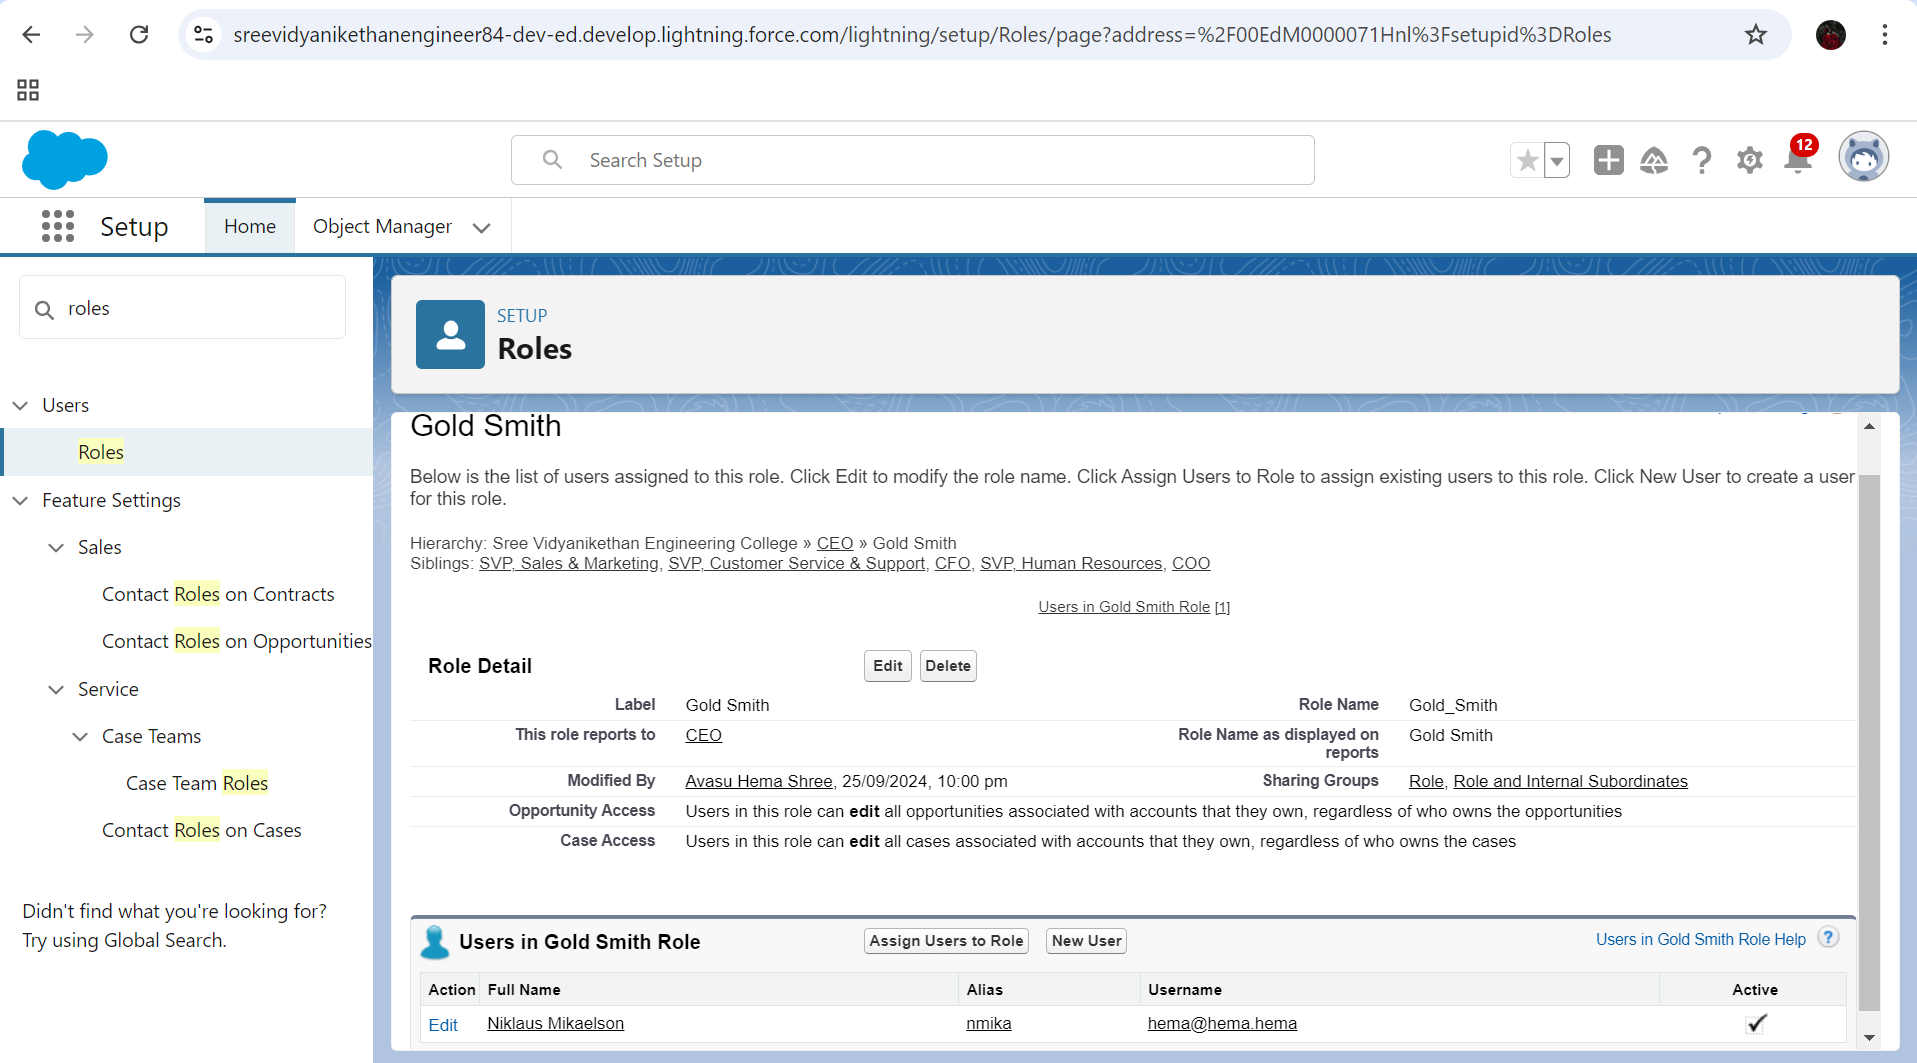 sreevidyanikethanengineer84-dev-ed.develop.lightning.force.com/lightning/setup/Roles/page?address=%2F00EdM0000071Hnl%3Fsetupid%3DRoles
Search Setup
12
Setup
Home
Object Manager
roles
Users
Roles
Feature Settings
Sales
Contact Roles on Contracts
Contact Roles on Opportunities
Service
Case Teams
Case Team Roles
Contact Roles on Cases
Didn't find what you're looking for?
Try using Global Search.
SETUP
Roles
Gold Smith
Below is the list of users assigned to this role. Click Edit to modify the role name. Click Assign Users to Role to assign existing users to this role. Click New User to create a user
for this role.
Hierarchy: Sree Vidyanikethan Engineering College » CEO » Gold Smith
Siblings: SVP, Sales & Marketing, SVP, Customer Service & Support, CFO, SVP, Human Resources, COO
Users in Gold Smith Role [1]
Role Detail Edit Delete
Label Gold Smith Role Name Gold_Smith
This role reports to CEO Role Name as displayed on Gold Smith
reports
Modified By Avasu Hema Shree, 25/09/2024, 10:00 pm Sharing Groups Role, Role and Internal Subordinates
Opportunity Access Users in this role can edit all opportunities associated with accounts that they own, regardless of who owns the opportunities
Case Access Users in this role can edit all cases associated with accounts that they own, regardless of who owns the cases
Users in Gold Smith Role Assign Users to Role New User Users in Gold Smith Role Help ?
Action Full Name Alias Username Active
Edit Niklaus Mikaelson nmika hema@hema.hema